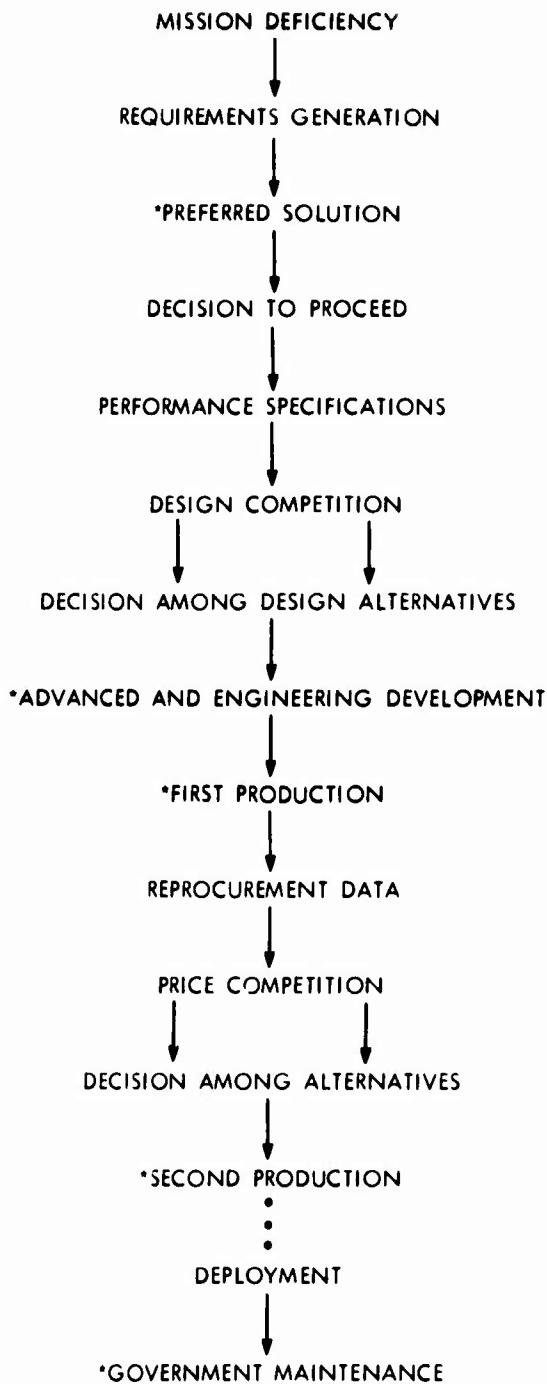 MISSION DEFICIENCY
REQUIREMENTS GENERATION
*PREFERRED SOLUTION
DECISION TO PROCEED
PERFORMANCE SPECIFICATIONS
DESIGN COMPETITION
DECISION AMONG DESIGN ALTERNATIVES
*ADVANCED AND ENGINEERING DEVELOPMENT
*FIRST PRODUCTION
REPROCUREMENT DATA
PRICE COMPETITION
DECISION AMONG ALTERNATIVES
*SECOND PRODUCTION
DEPLOYMENT
*GOVERNMENT MAINTENANCE